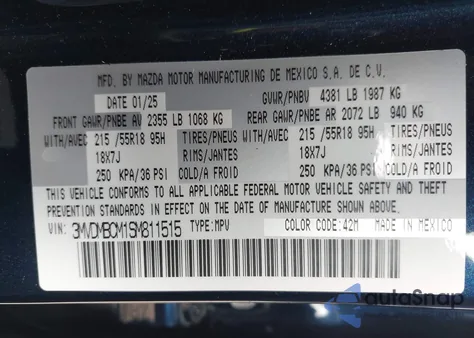 MFD. BY MAZDA MOTOR MANUFACTURING DE MEXICO S.A. DE C.V.
DATE 01/25 GVWR/PNBV 4381 LB 1987 KG
FRONT GAWR/PNBE AV 2355 LB 1068 KG REAR GAWR/PNBE AR 2072 LB 940 KG
WITH/AVEC 215 /55R18 95H TIRES/PNEUS WITH/AVEC 215 /55R18 95H TIRES/PNEUS
18X7J RIMS/JANTES 18X7J RIMS/JANTES
250 KPA/36 PSI COLD/A FROID 250 KPA/36 PSI COLD/A FROID
THIS VEHICLE CONFORMS TO ALL APPLICABLE FEDERAL MOTOR VEHICLE SAFETY AND THEFT
PREVENTION STANDARDS IN EFFECT ON THE DATE OF MANUFACTURE SHOWN ABOVE.
VIN: 3MVDMBCM1SM811515 TYPE:MPV COLOR CODE:42M MADE IN MEXICO
autoSnap